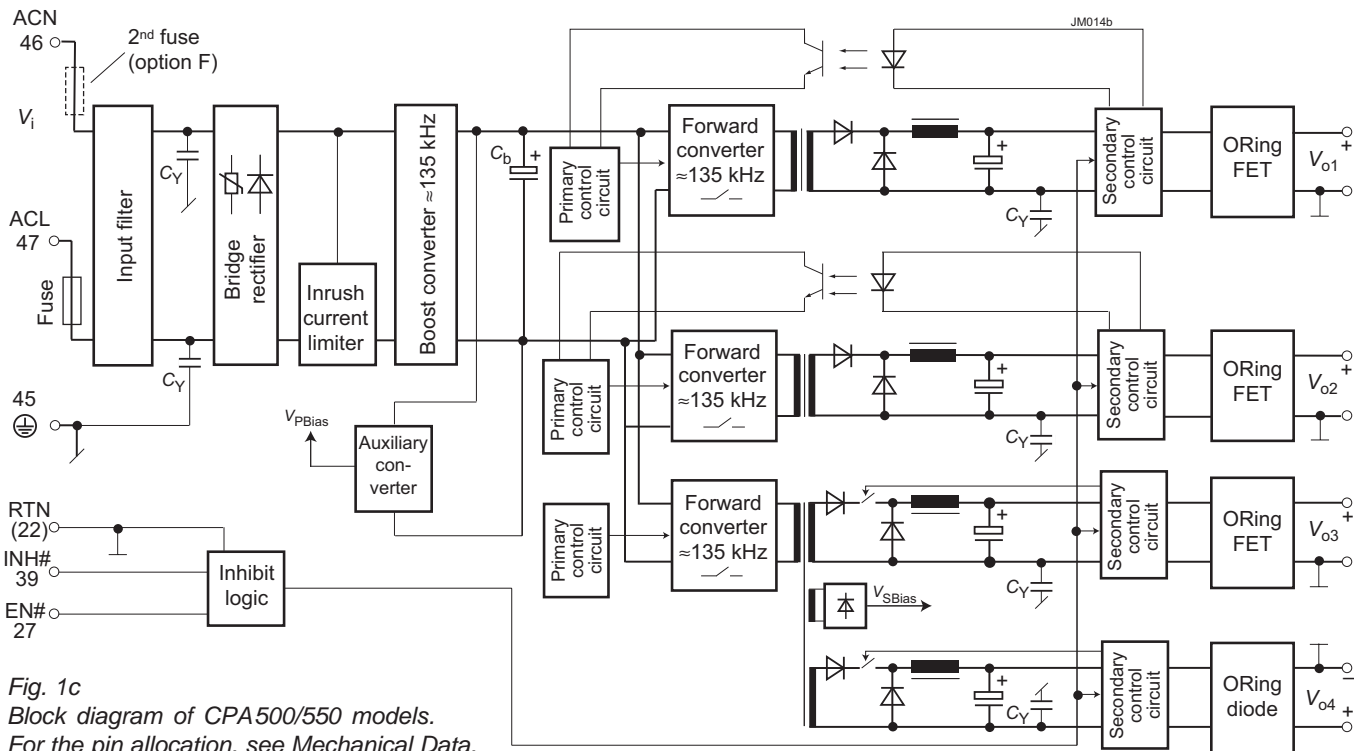 ACN
46
2nd fuse
(option F)
Vi
ACL
47
Fuse
45
Input filter
CY
CY
Bridge
rectifier
Inrush
current
limiter
Boost converter ≈135 kHz
Cb
+
VPBias
Auxiliary
con-
verter
RTN
(22)
INH#
39
EN#
27
Inhibit
logic
JM014b
Primary
control
circuit
Forward
converter
≈135 kHz
+
CY
Secondary
control
circuit
ORing
FET
+
Vo1
Primary
control
circuit
Forward
converter
≈135 kHz
+
CY
Secondary
control
circuit
ORing
FET
+
Vo2
Primary
control
circuit
Forward
converter
≈135 kHz
+
CY
Secondary
control
circuit
ORing
FET
+
Vo3
VSBias
+
CY
Secondary
control
circuit
ORing
diode
–
Vo4
+
Fig. 1c
Block diagram of CPA500/550 models.
For the pin allocation, see Mechanical Data.